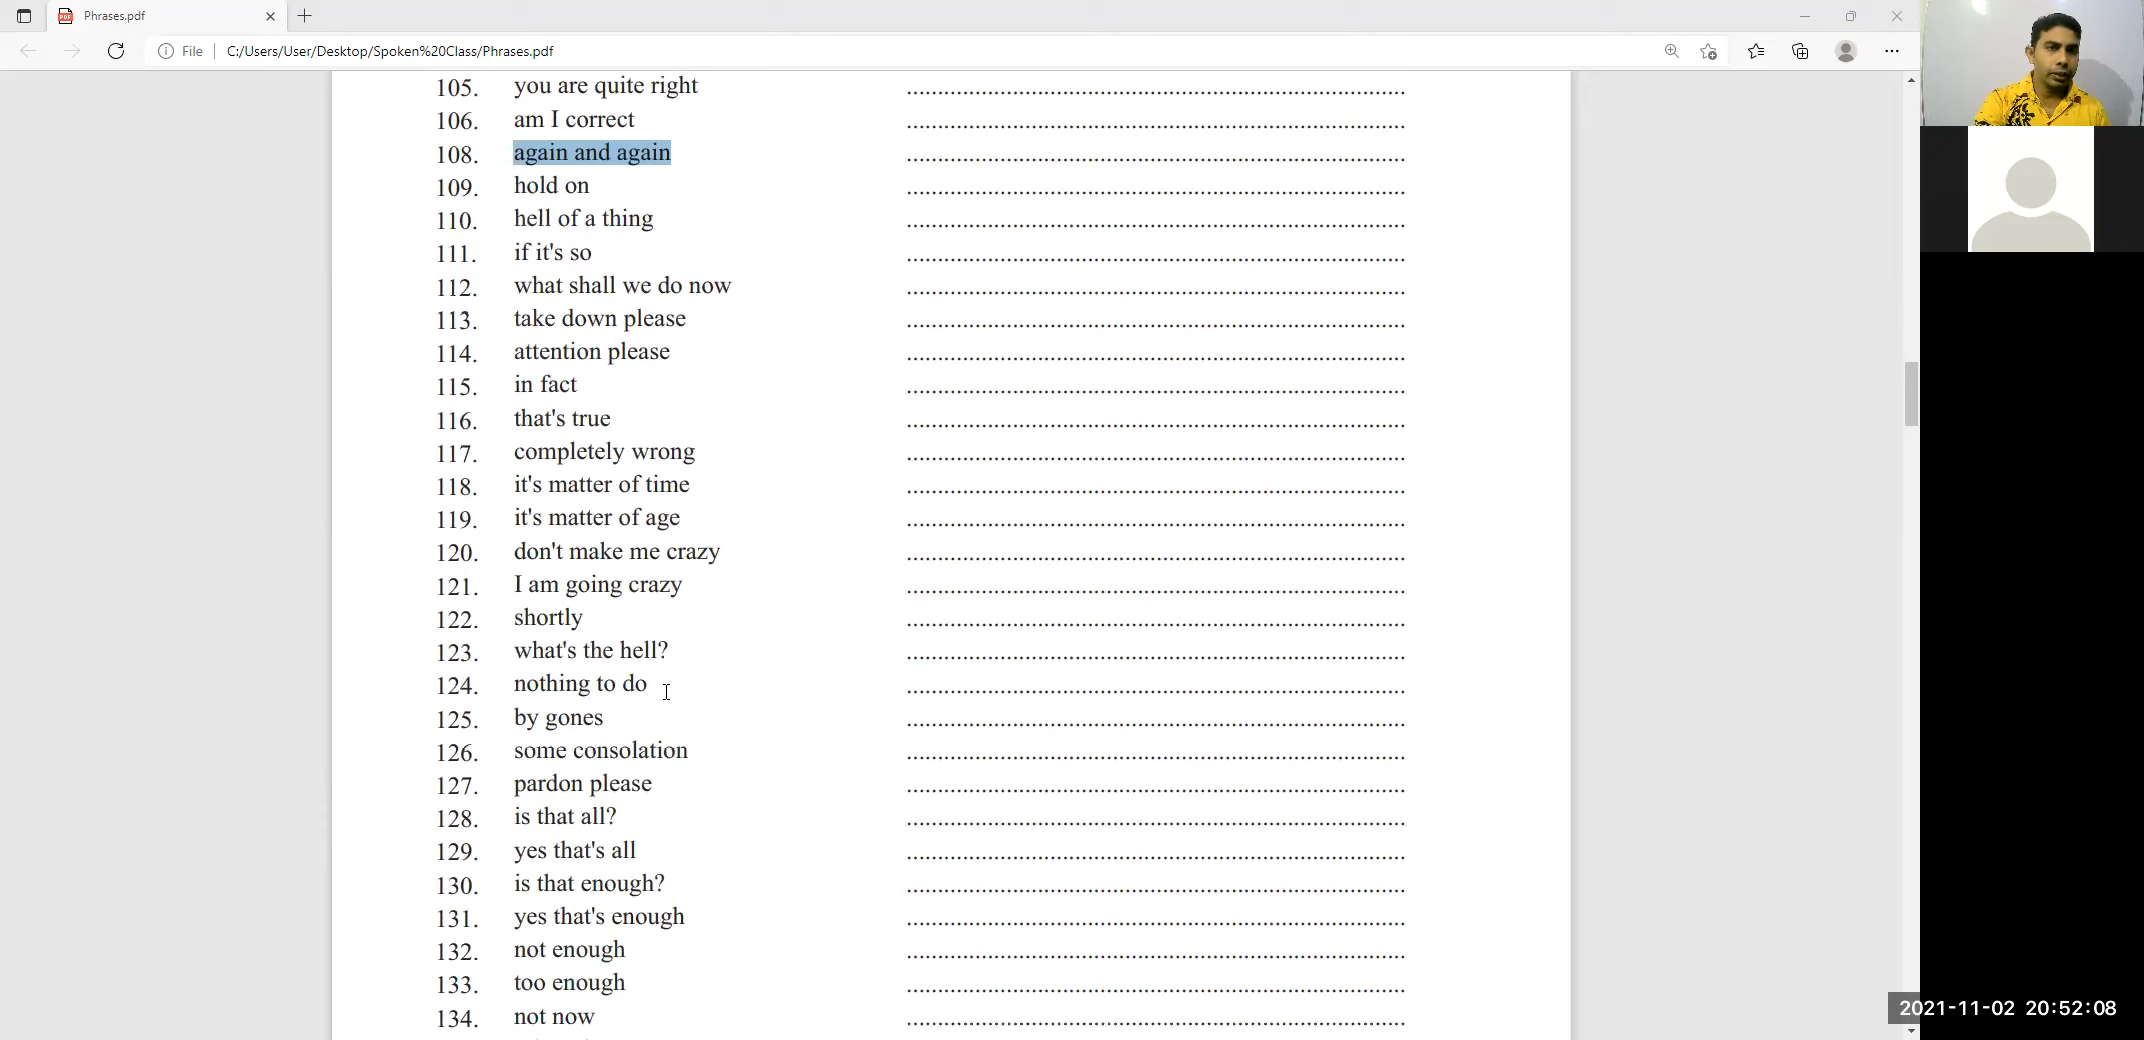 Phrases.pdf
File C:/Users/User/Desktop/Spoken%20Class/Phrases.pdf
105. you are quite right ................................................................................
106. am I correct ................................................................................
108. again and again ................................................................................
109. hold on ................................................................................
110. hell of a thing ................................................................................
111. if it's so ................................................................................
112. what shall we do now ................................................................................
113. take down please ................................................................................
114. attention please ................................................................................
115. in fact ................................................................................
116. that's true ................................................................................
117. completely wrong ................................................................................
118. it's matter of time ................................................................................
119. it's matter of age ................................................................................
120. don't make me crazy ................................................................................
121. I am going crazy ................................................................................
122. shortly ................................................................................
123. what's the hell? ................................................................................
124. nothing to do ................................................................................
125. by gones ................................................................................
126. some consolation ................................................................................
127. pardon please ................................................................................
128. is that all? ................................................................................
129. yes that's all ................................................................................
130. is that enough? ................................................................................
131. yes that's enough ................................................................................
132. not enough ................................................................................
133. too enough ................................................................................
134. not now ................................................................................
2021-11-02 20:52:08